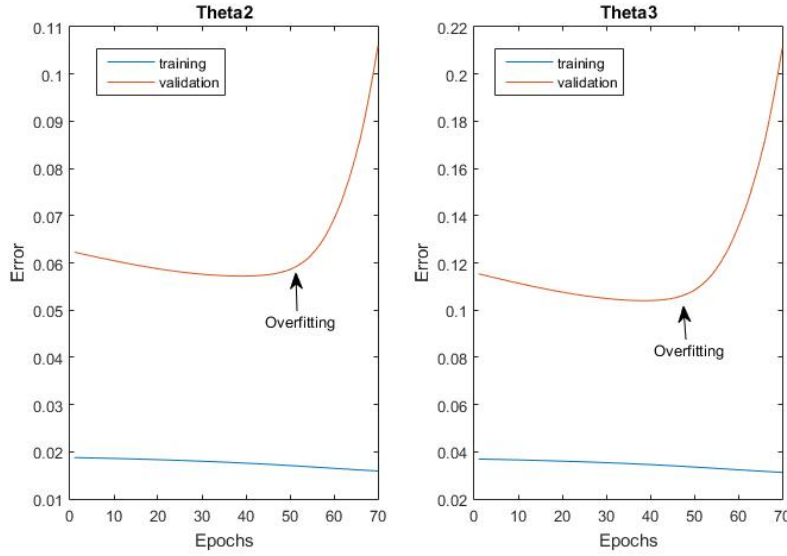 Theta2
0.11
0.1
0.09
0.08
0.07
0.06
0.05
0.04
0.03
0.02
0.01
Error
training
validation
Overfitting
0 10 20 30 40 50 60 70
Epochs
Theta3
0.22
0.2
0.18
0.16
0.14
0.12
0.1
0.08
0.06
0.04
0.02
Error
training
validation
Overfitting
0 10 20 30 40 50 60 70
Epochs